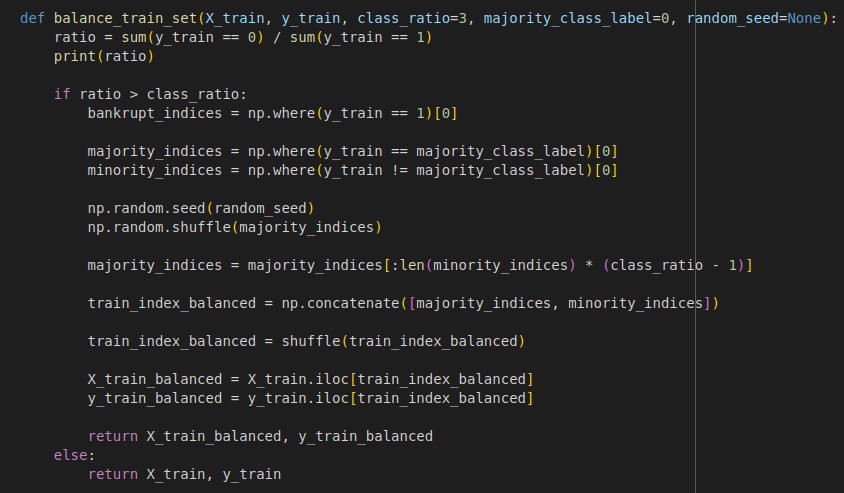 def balance_train_set(X_train, y_train, class_ratio=3, majority_class_label=0, random_seed=None):
    ratio = sum(y_train == 0) / sum(y_train == 1)
    print(ratio)

    if ratio > class_ratio:
        bankrupt_indices = np.where(y_train == 1)[0]

        majority_indices = np.where(y_train == majority_class_label)[0]
        minority_indices = np.where(y_train != majority_class_label)[0]

        np.random.seed(random_seed)
        np.random.shuffle(majority_indices)

        majority_indices = majority_indices[:len(minority_indices) * (class_ratio - 1)]

        train_index_balanced = np.concatenate([majority_indices, minority_indices])

        train_index_balanced = shuffle(train_index_balanced)

        X_train_balanced = X_train.iloc[train_index_balanced]
        y_train_balanced = y_train.iloc[train_index_balanced]

        return X_train_balanced, y_train_balanced
    else:
        return X_train, y_train